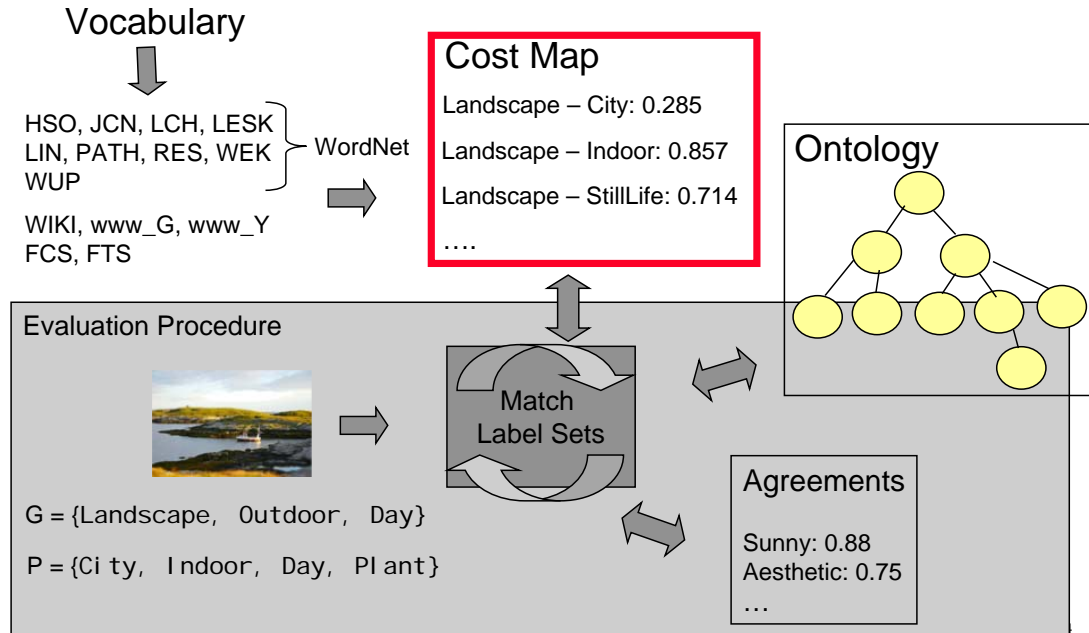 Vocabulary
HSO, JCN, LCH, LESK
LIN, PATH, RES, WEK
WUP
WordNet
WIKI, www_G, www_Y
FCS, FTS
Cost Map
Landscape – City: 0.285
Landscape – Indoor: 0.857
Landscape – StillLife: 0.714
….
Ontology
Evaluation Procedure
Match
Label Sets
G = {Landscape, Outdoor, Day}
P = {City, Indoor, Day, Plant}
Agreements
Sunny: 0.88
Aesthetic: 0.75
…